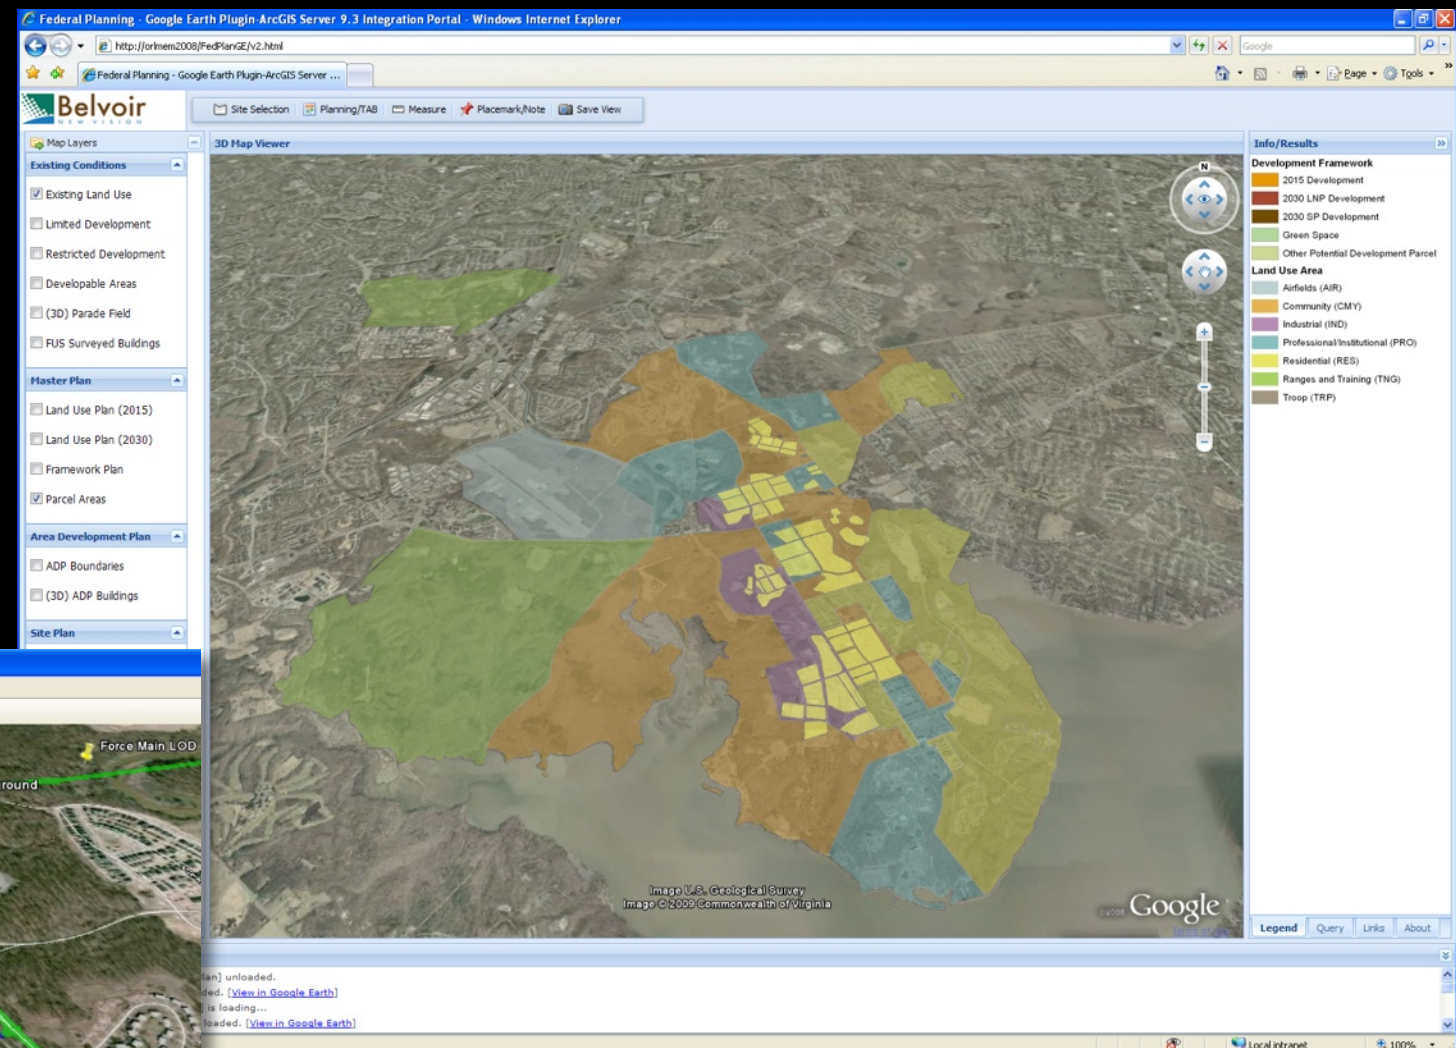 Federal Planning - Google Earth Plugin-ArcGIS Server 9.3 Integration Portal - Windows Internet Explorer
http://orlmem2008/FedPlanGE/v2.html
Google
Federal Planning - Google Earth Plugin-ArcGIS Server ...
Page
Tools
Belvoir
NEW VISION
Site Selection
Planning/TAB
Measure
Placemark/Note
Save View
Map Layers
Existing Conditions
Existing Land Use
Limited Development
Restricted Development
Developable Areas
(3D) Parade Field
FUS Surveyed Buildings
Master Plan
Land Use Plan (2015)
Land Use Plan (2030)
Framework Plan
Parcel Areas
Area Development Plan
ADP Boundaries
(3D) ADP Buildings
Site Plan
3D Map Viewer
N
Image U.S. Geological Survey
Image © 2009 Commonwealth of Virginia
Google
Info/Results
Development Framework
2015 Development
2030 LNP Development
2030 SP Development
Green Space
Other Potential Development Parcel
Land Use Area
Airfields (AIR)
Community (CMY)
Industrial (IND)
Professional/Institutional (PRO)
Residential (RES)
Ranges and Training (TNG)
Troop (TRP)
Legend
Query
Links
About
Force Main LOD
round
lan] unloaded.
ded. [View in Google Earth]
] is loading...
loaded. [View in Google Earth]
Local intranet
100%